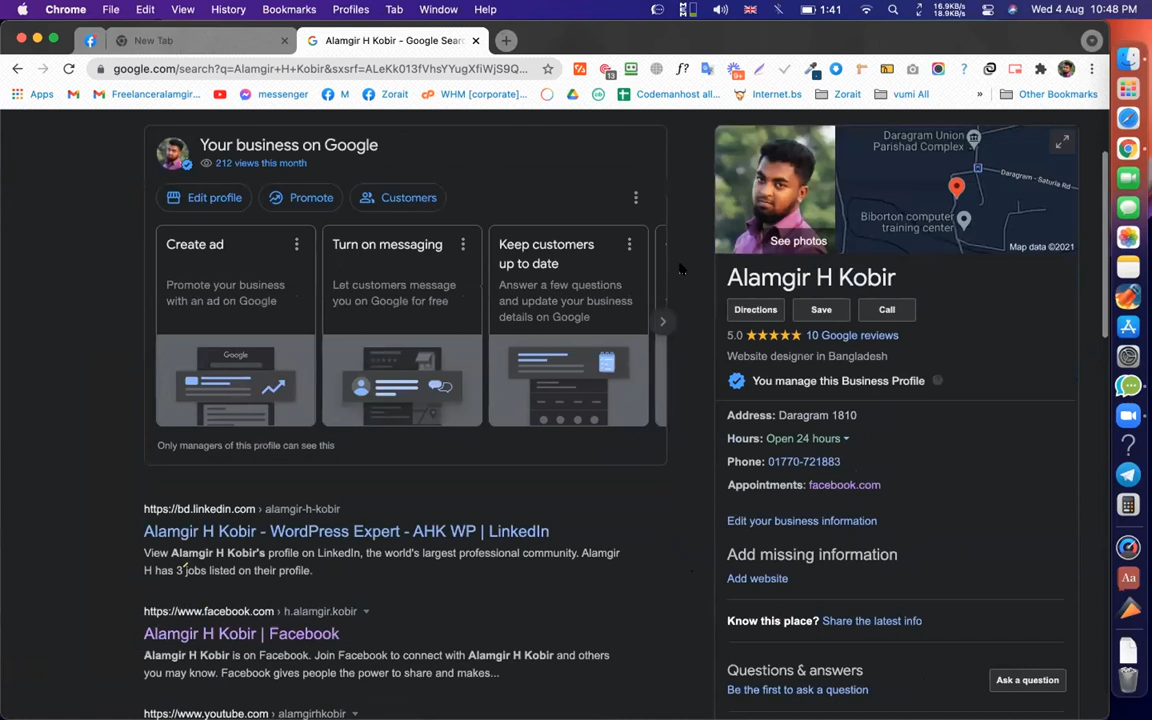 Chrome File Edit View History Bookmarks Profiles Tab Window Help 1:41 16.9KB/s 18.9KB/s Wed 4 Aug 10:48 PM
New Tab Alamgir H Kobir - Google Sear
google.com/search?q=Alamgir+H+Kobir&sxsrf=ALeKk013fVhsYYugXfiWjS9Q...
Apps Freelanceralamgir... messenger M Zorait WHM [corporate]... Codemanhost all... Internet.bs Zorait vumi All » Other Bookmarks
Your business on Google
212 views this month
Edit profile Promote Customers
Create ad
Promote your business
with an ad on Google
Google
Turn on messaging
Let customers message
you on Google for free
Keep customers
up to date
Answer a few questions
and update your business
details on Google
Only managers of this profile can see this
https://bd.linkedin.com › alamgir-h-kobir
Alamgir H Kobir - WordPress Expert - AHK WP | LinkedIn
View Alamgir H Kobir's profile on LinkedIn, the world's largest professional community. Alamgir
H has 3 jobs listed on their profile.
https://www.facebook.com › h.alamgir.kobir
Alamgir H Kobir | Facebook
Alamgir H Kobir is on Facebook. Join Facebook to connect with Alamgir H Kobir and others
you may know. Facebook gives people the power to share and makes...
https://www.youtube.com › alamgirhkobir
See photos
Daragram Union
Parishad Complex
Daragram - Saturia Rd
Biborton computer
training center
Map data ©2021
Alamgir H Kobir
Directions Save Call
5.0 10 Google reviews
Website designer in Bangladesh
You manage this Business Profile
Address: Daragram 1810
Hours: Open 24 hours
Phone: 01770-721883
Appointments: facebook.com
Edit your business information
Add missing information
Add website
Know this place? Share the latest info
Questions & answers
Be the first to ask a question
Ask a question